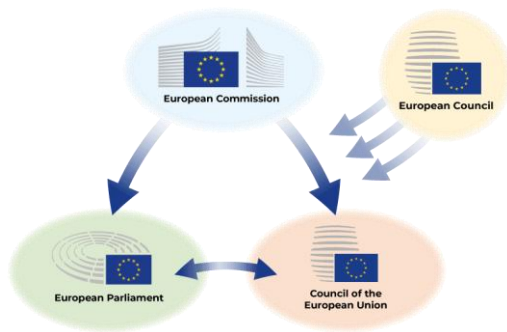 European Commission
European Council
European Parliament
Council of the
European Union